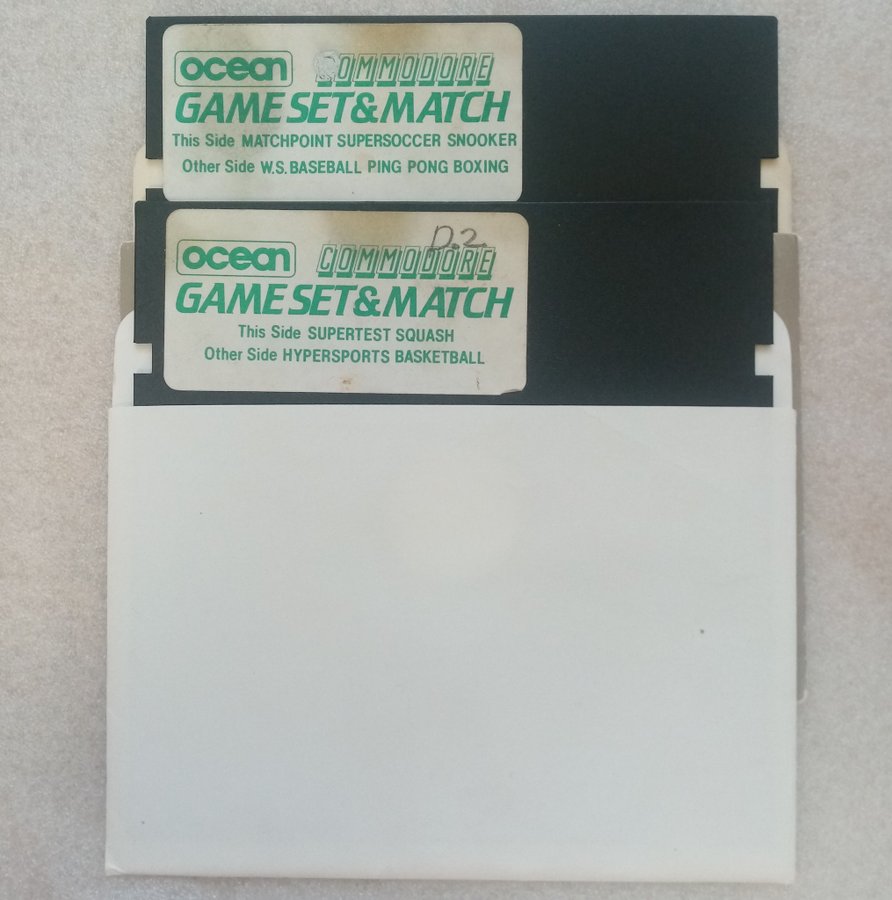 ocean COMMODORE
GAME SET&MATCH
This Side MATCHPOINT SUPERSOCCER SNOOKER
Other Side W.S. BASEBALL PING PONG BOXING
D.2.
ocean COMMODORE
GAME SET&MATCH
This Side SUPERTEST SQUASH
Other Side HYPERSPORTS BASKETBALL